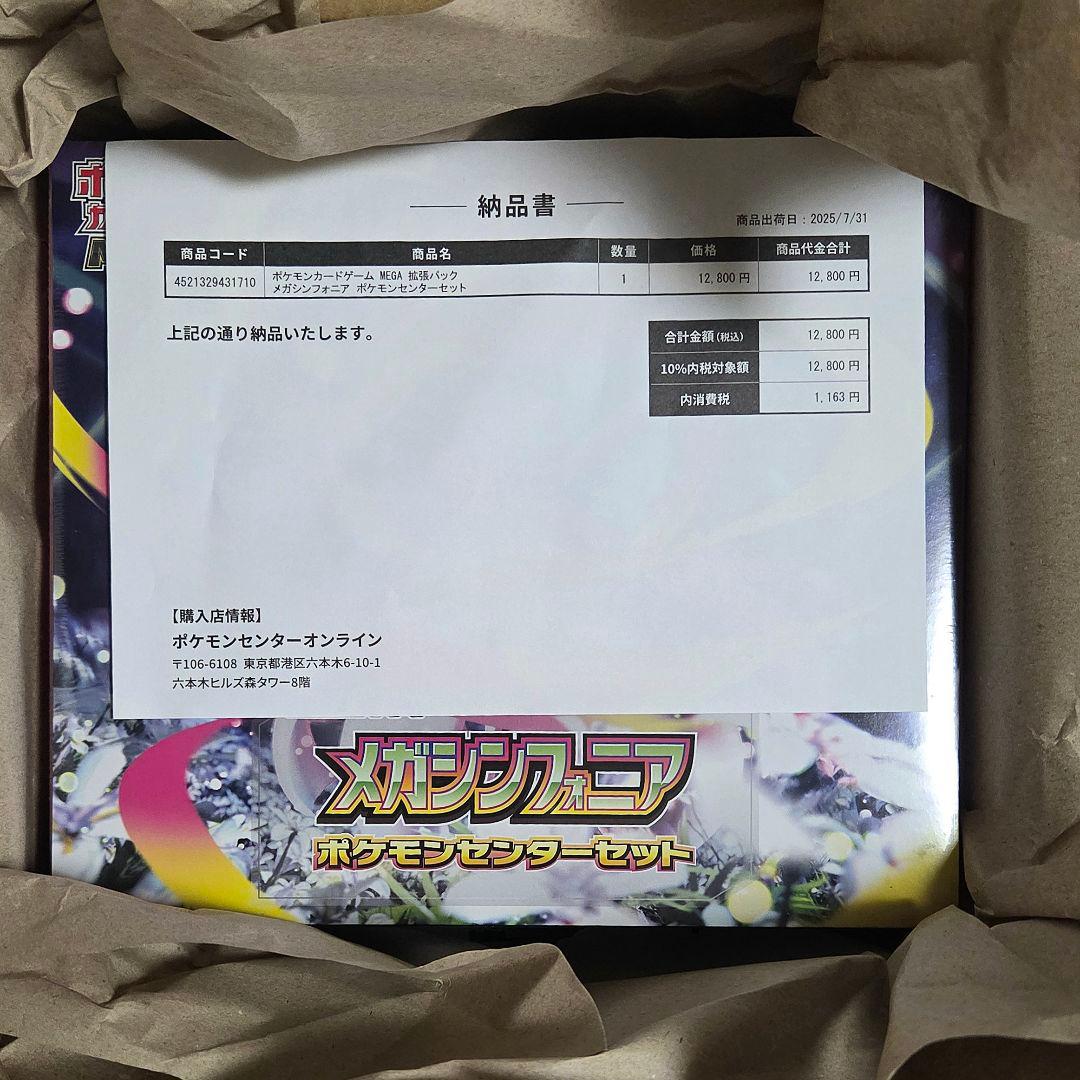 納品書
商品出荷日：2025/7/31
商品コード 商品名 数量 価格 商品代金合計
4521329431710 ポケモンカードゲーム MEGA 拡張パック 1 12,800 円 12,800 円
メガシンフォニア ポケモンセンターセット
上記の通り納品いたします。
合計金額(税込) 12,800 円
10%内税対象額 12,800 円
内消費税 1,163 円
【購入店情報】
ポケモンセンターオンライン
〒106-6108 東京都港区六本木6-10-1
六本木ヒルズ森タワー8階
メガシンフォニア
ポケモンセンターセット